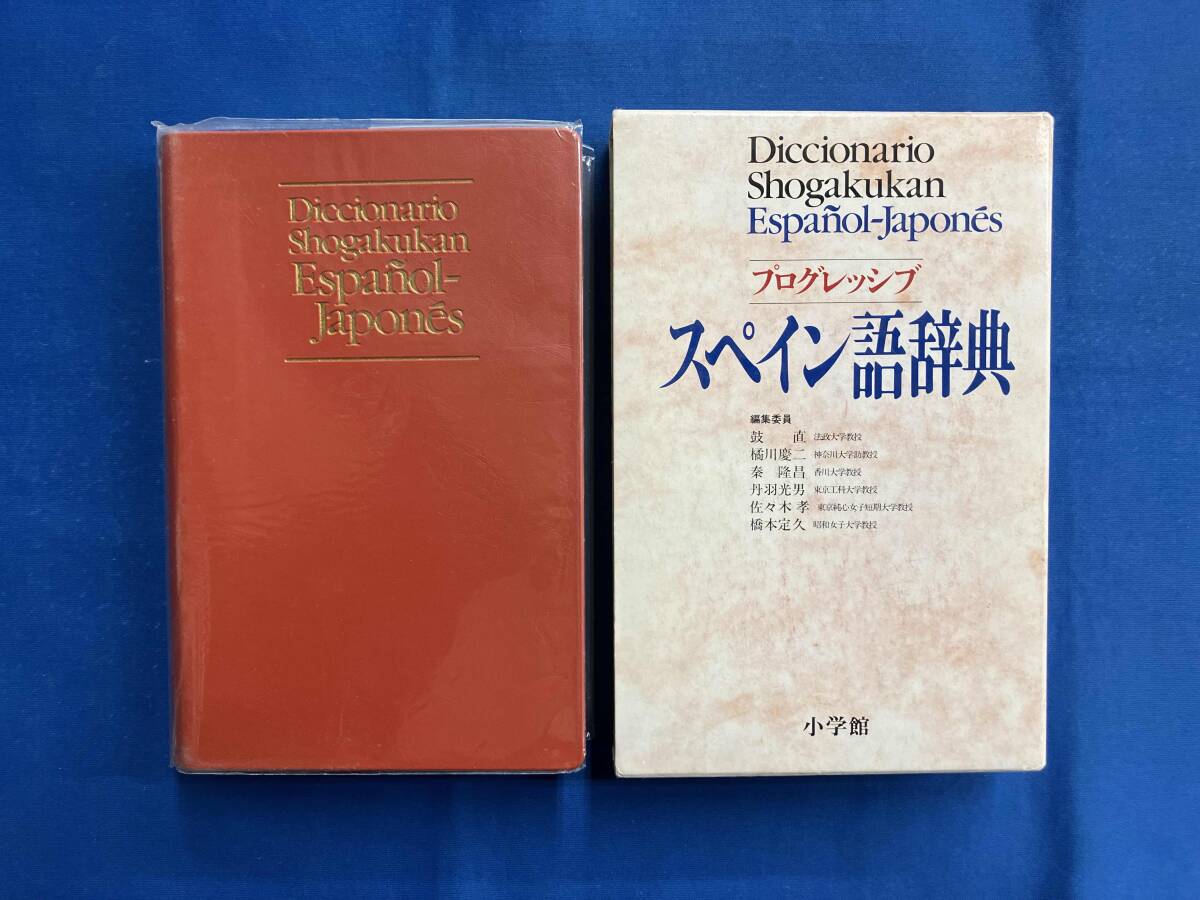 Diccionario
Shogakukan
Español-
Japonés
Diccionario
Shogakukan
Español-Japonés
プログレッシブ
スペイン語辞典
編集委員
鼓 直 法政大学教授
橘川慶二 神奈川大学助教授
秦 隆昌 香川大学教授
丹羽光男 東京工科大学教授
佐々木孝 東京純心女子短期大学教授
橋本定久 昭和女子大学教授
小学館